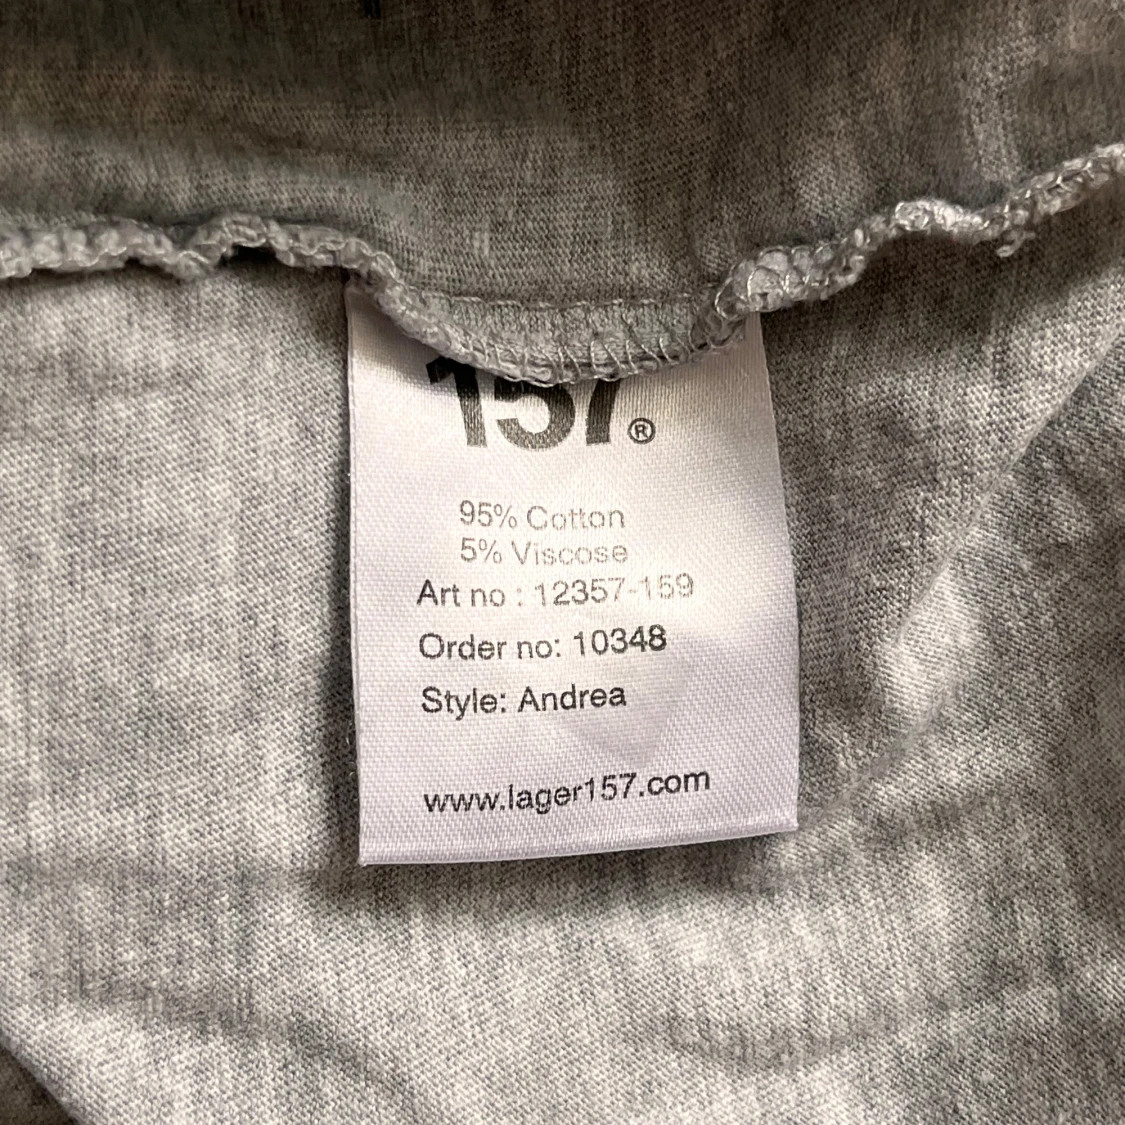 157®
95% Cotton
5% Viscose
Art no : 12357-159
Order no: 10348
Style: Andrea
www.lager157.com